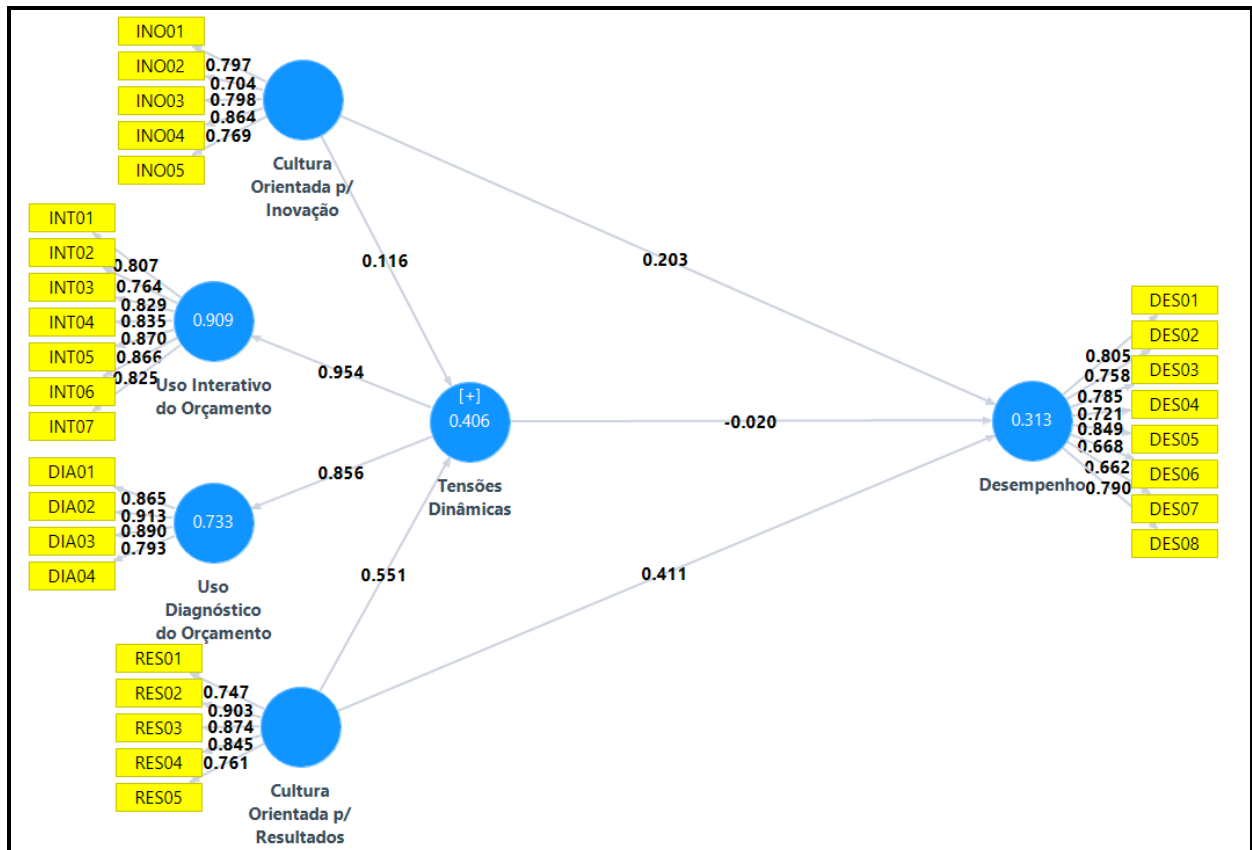 INO01
INO02
INO03
INO04
INO05
0.797
0.704
0.798
0.864
0.769
Cultura
Orientada p/
Inovação
INT01
INT02
INT03
INT04
INT05
INT06
INT07
0.807
0.764
0.829
0.835
0.870
0.866
0.825
0.909
Uso Interativo
do Orçamento
DIA01
DIA02
DIA03
DIA04
0.865
0.913
0.890
0.793
0.733
Uso
Diagnóstico
do Orçamento
RES01
RES02
RES03
RES04
RES05
0.747
0.903
0.874
0.845
0.761
Cultura
Orientada p/
Resultados
0.116
0.954
0.856
0.551
[+]
0.406
Tensões
Dinâmicas
0.203
-0.020
0.411
0.313
Desempenho
0.805
0.758
0.785
0.721
0.849
0.668
0.662
0.790
DES01
DES02
DES03
DES04
DES05
DES06
DES07
DES08